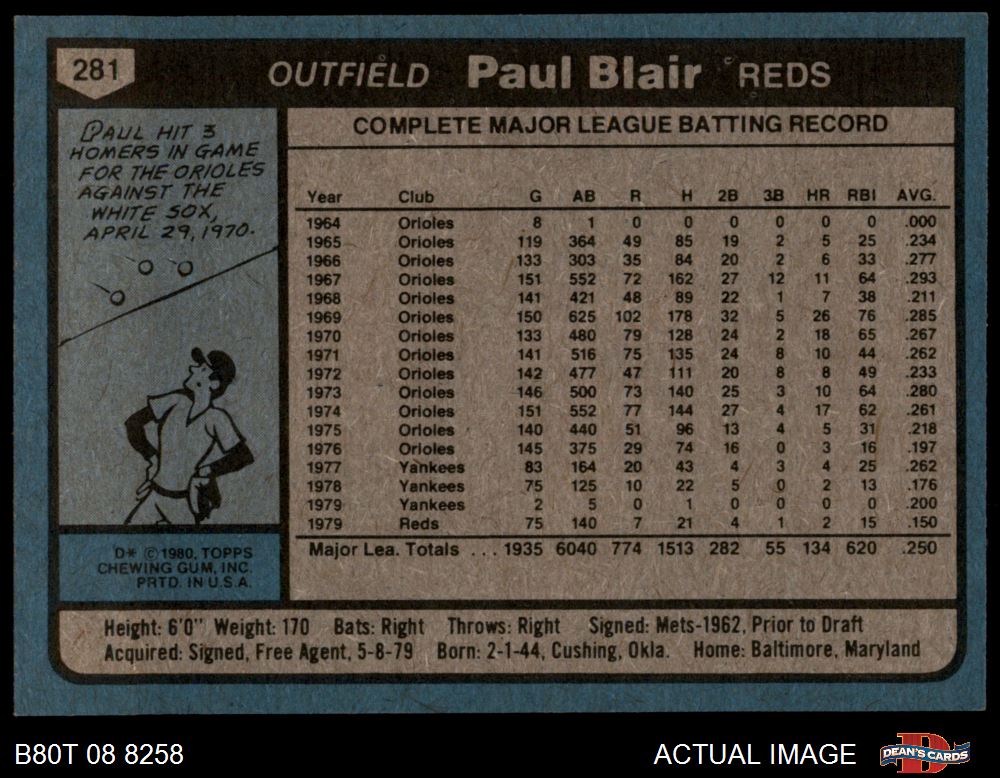 281
OUTFIELD Paul Blair REDS
PAUL HIT 3
HOMERS IN GAME
FOR THE ORIOLES
AGAINST THE
WHITE SOX,
APRIL 29, 1970.
D* © 1980, TOPPS
CHEWING GUM, INC.
PRTD. IN U.S.A.
COMPLETE MAJOR LEAGUE BATTING RECORD
Year Club G AB R H 2B 3B HR RBI AVG.
1964 Orioles 8 1 0 0 0 0 0 0 .000
1965 Orioles 119 364 49 85 19 2 5 25 .234
1966 Orioles 133 303 35 84 20 2 6 33 .277
1967 Orioles 151 552 72 162 27 12 11 64 .293
1968 Orioles 141 421 48 89 22 1 7 38 .211
1969 Orioles 150 625 102 178 32 5 26 76 .285
1970 Orioles 133 480 79 128 24 2 18 65 .267
1971 Orioles 141 516 75 135 24 8 10 44 .262
1972 Orioles 142 477 47 111 20 8 8 49 .233
1973 Orioles 146 500 73 140 25 3 10 64 .280
1974 Orioles 151 552 77 144 27 4 17 62 .261
1975 Orioles 140 440 51 96 13 4 5 31 .218
1976 Orioles 145 375 29 74 16 0 3 16 .197
1977 Yankees 83 164 20 43 4 3 4 25 .262
1978 Yankees 75 125 10 22 5 0 2 13 .176
1979 Yankees 2 5 0 1 0 0 0 0 .200
1979 Reds 75 140 7 21 4 1 2 15 .150
Major Lea. Totals . . . 1935 6040 774 1513 282 55 134 620 .250
Height: 6'0" Weight: 170 Bats: Right Throws: Right Signed: Mets-1962, Prior to Draft
Acquired: Signed, Free Agent, 5-8-79 Born: 2-1-44, Cushing, Okla. Home: Baltimore, Maryland
B80T 08 8258
ACTUAL IMAGE
DEAN'S CARDS